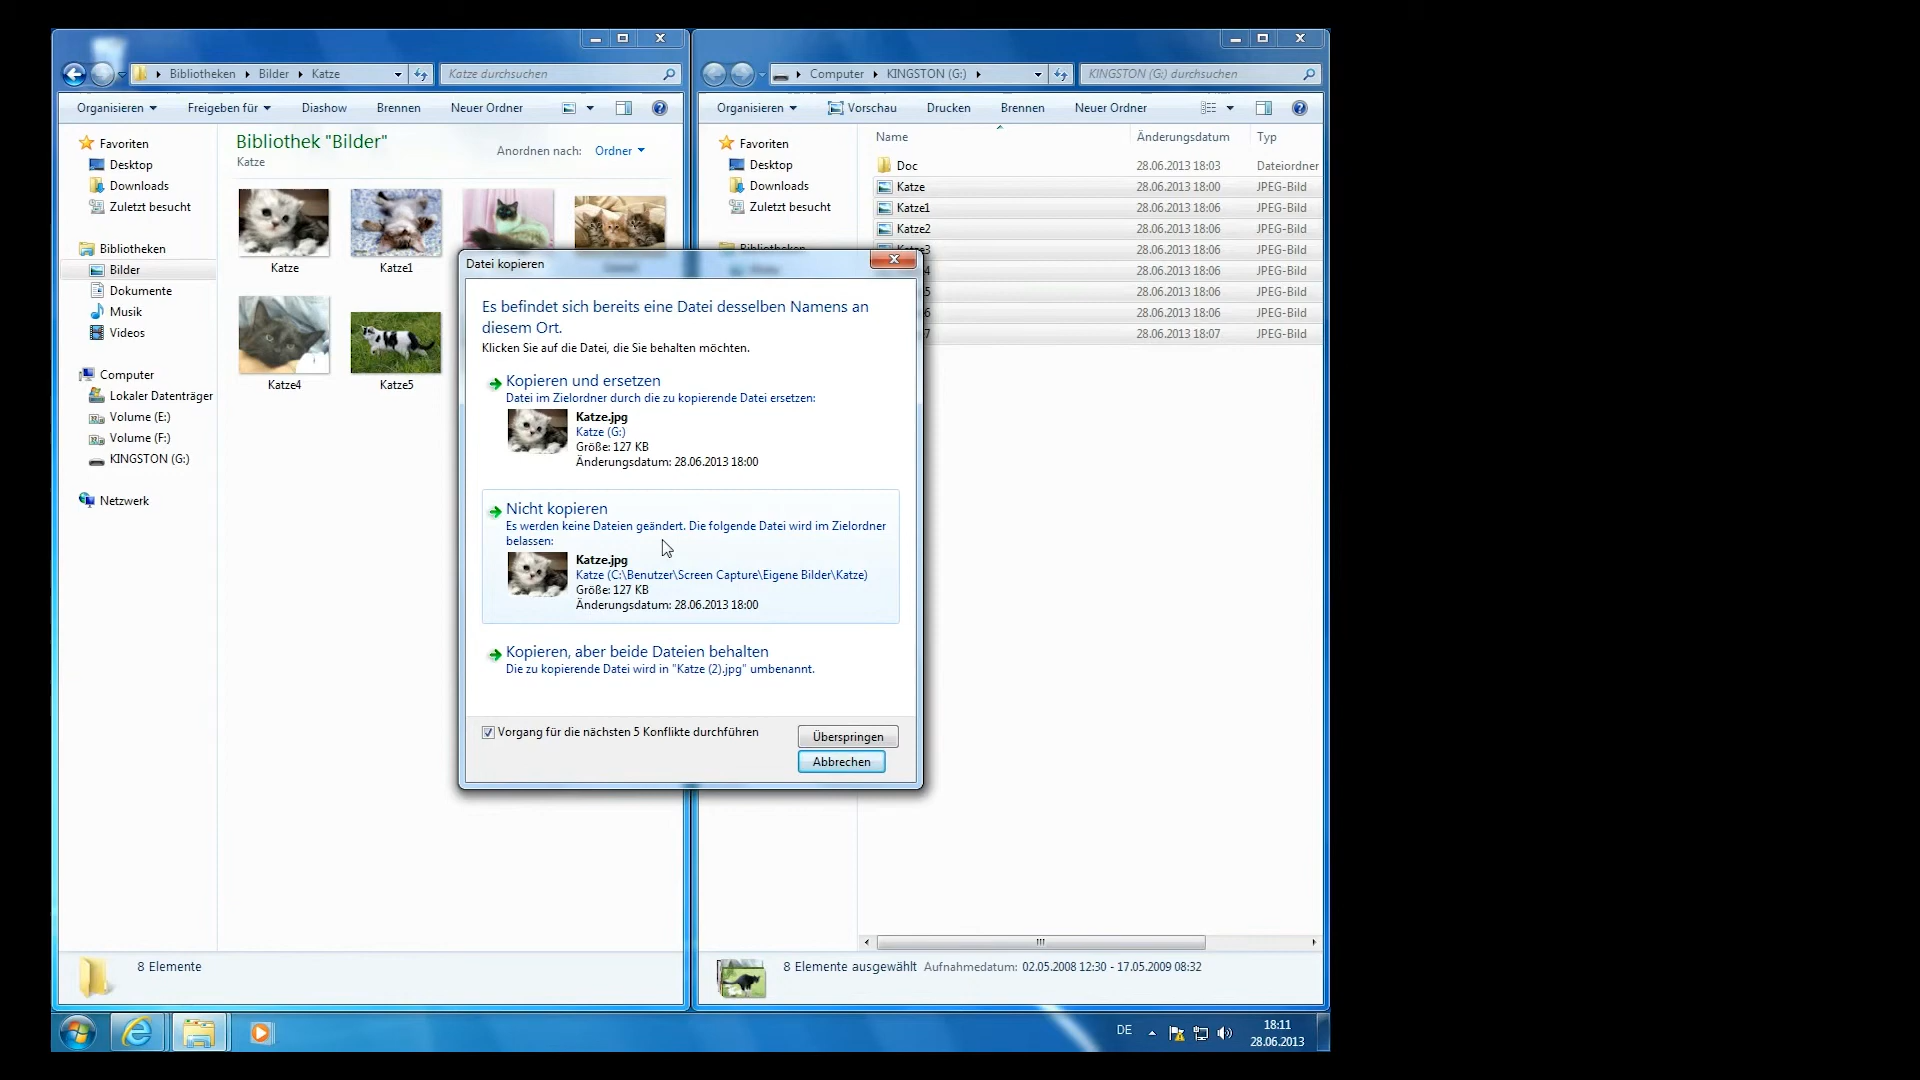 Bibliotheken Bilder Katze
Katze durchsuchen
Organisieren Freigeben für Diashow Brennen Neuer Ordner
Favoriten
Desktop
Downloads
Zuletzt besucht
Bibliotheken
Bilder
Dokumente
Musik
Videos
Computer
Lokaler Datenträger
Volume (E:)
Volume (F:)
KINGSTON (G:)
Netzwerk
Bibliothek "Bilder"
Katze
Anordnen nach: Ordner
Katze
Katze1
Katze4
Katze5
8 Elemente
Computer KINGSTON (G:)
KINGSTON (G:) durchsuchen
Organisieren Vorschau Drucken Brennen Neuer Ordner
Favoriten
Desktop
Downloads
Zuletzt besucht
Bibliotheken
Name Änderungsdatum Typ
Doc 28.06.2013 18:03 Dateiordner
Katze 28.06.2013 18:00 JPEG-Bild
Katze1 28.06.2013 18:06 JPEG-Bild
Katze2 28.06.2013 18:06 JPEG-Bild
Katze3 28.06.2013 18:06 JPEG-Bild
4 28.06.2013 18:06 JPEG-Bild
5 28.06.2013 18:06 JPEG-Bild
6 28.06.2013 18:06 JPEG-Bild
7 28.06.2013 18:07 JPEG-Bild
8 Elemente ausgewählt Aufnahmedatum: 02.05.2008 12:30 - 17.05.2009 08:32
Datei kopieren
Es befindet sich bereits eine Datei desselben Namens an
diesem Ort.
Klicken Sie auf die Datei, die Sie behalten möchten.
Kopieren und ersetzen
Datei im Zielordner durch die zu kopierende Datei ersetzen:
Katze.jpg
Katze (G:)
Größe: 127 KB
Änderungsdatum: 28.06.2013 18:00
Nicht kopieren
Es werden keine Dateien geändert. Die folgende Datei wird im Zielordner
belassen:
Katze.jpg
Katze (C:\Benutzer\Screen Capture\Eigene Bilder\Katze)
Größe: 127 KB
Änderungsdatum: 28.06.2013 18:00
Kopieren, aber beide Dateien behalten
Die zu kopierende Datei wird in "Katze (2).jpg" umbenannt.
Vorgang für die nächsten 5 Konflikte durchführen
Überspringen
Abbrechen
DE
18:11
28.06.2013